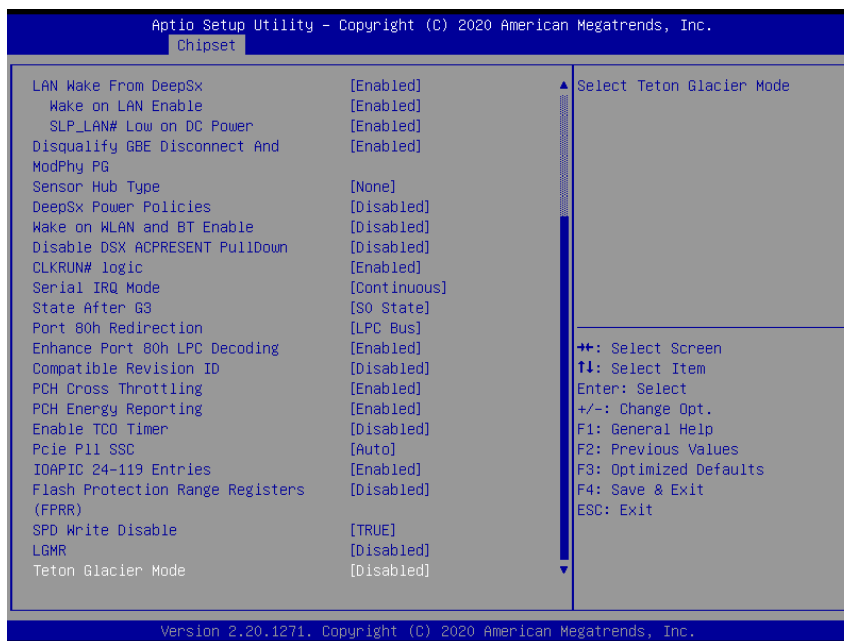 Aptio Setup Utility – Copyright (C) 2020 American Megatrends, Inc.
Chipset
LAN Wake From DeepSx [Enabled]
Wake on LAN Enable [Enabled]
SLP_LAN# Low on DC Power [Enabled]
Disqualify GBE Disconnect And [Enabled]
ModPhy PG
Sensor Hub Type [None]
DeepSx Power Policies [Disabled]
Wake on WLAN and BT Enable [Disabled]
Disable DSX ACPRESENT PullDown [Disabled]
CLKRUN# logic [Enabled]
Serial IRQ Mode [Continuous]
State After G3 [S0 State]
Port 80h Redirection [LPC Bus]
Enhance Port 80h LPC Decoding [Enabled]
Compatible Revision ID [Disabled]
PCH Cross Throttling [Enabled]
PCH Energy Reporting [Enabled]
Enable TCO Timer [Disabled]
Pcie Pll SSC [Auto]
IOAPIC 24-119 Entries [Enabled]
Flash Protection Range Registers [Disabled]
(FPRR)
SPD Write Disable [TRUE]
LGMR [Disabled]
Teton Glacier Mode [Disabled]
Select Teton Glacier Mode
→←: Select Screen
↑↓: Select Item
Enter: Select
+/-: Change Opt.
F1: General Help
F2: Previous Values
F3: Optimized Defaults
F4: Save & Exit
ESC: Exit
Version 2.20.1271. Copyright (C) 2020 American Megatrends, Inc.